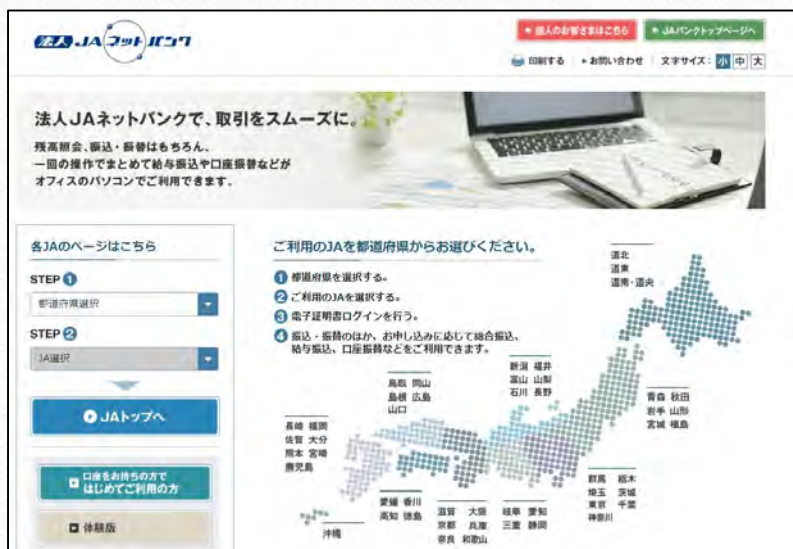 法人JAネットバンク
個人のお客さまはこちら
JAバンクトップページへ
印刷する
お問い合わせ
文字サイズ：小 中 大
法人JAネットバンクで、取引をスムーズに。
残高照会、振込・振替はもちろん、
一回の操作でまとめて給与振込や口座振替などが
オフィスのパソコンでご利用できます。
各JAのページはこちら
STEP 1
都道府県選択
STEP 2
JA選択
JAトップへ
口座をお持ちの方で
はじめてご利用の方
体験版
ご利用のJAを都道府県からお選びください。
1 都道府県を選択する。
2 ご利用のJAを選択する。
3 電子証明書ログインを行う。
4 振込・振替のほか、お申し込みに応じて総合振込、
給与振込、口座振替などをご利用できます。
道北
道東
道南・道央
新潟 福井
富山 山梨
石川 長野
鳥取 岡山
島根 広島
山口
青森 秋田
岩手 山形
宮城 福島
長崎 福岡
佐賀 大分
熊本 宮崎
鹿児島
群馬 栃木
埼玉 茨城
東京 千葉
神奈川
愛媛 香川
高知 徳島
滋賀 大阪
京都 兵庫
奈良 和歌山
岐阜 愛知
三重 静岡
沖縄